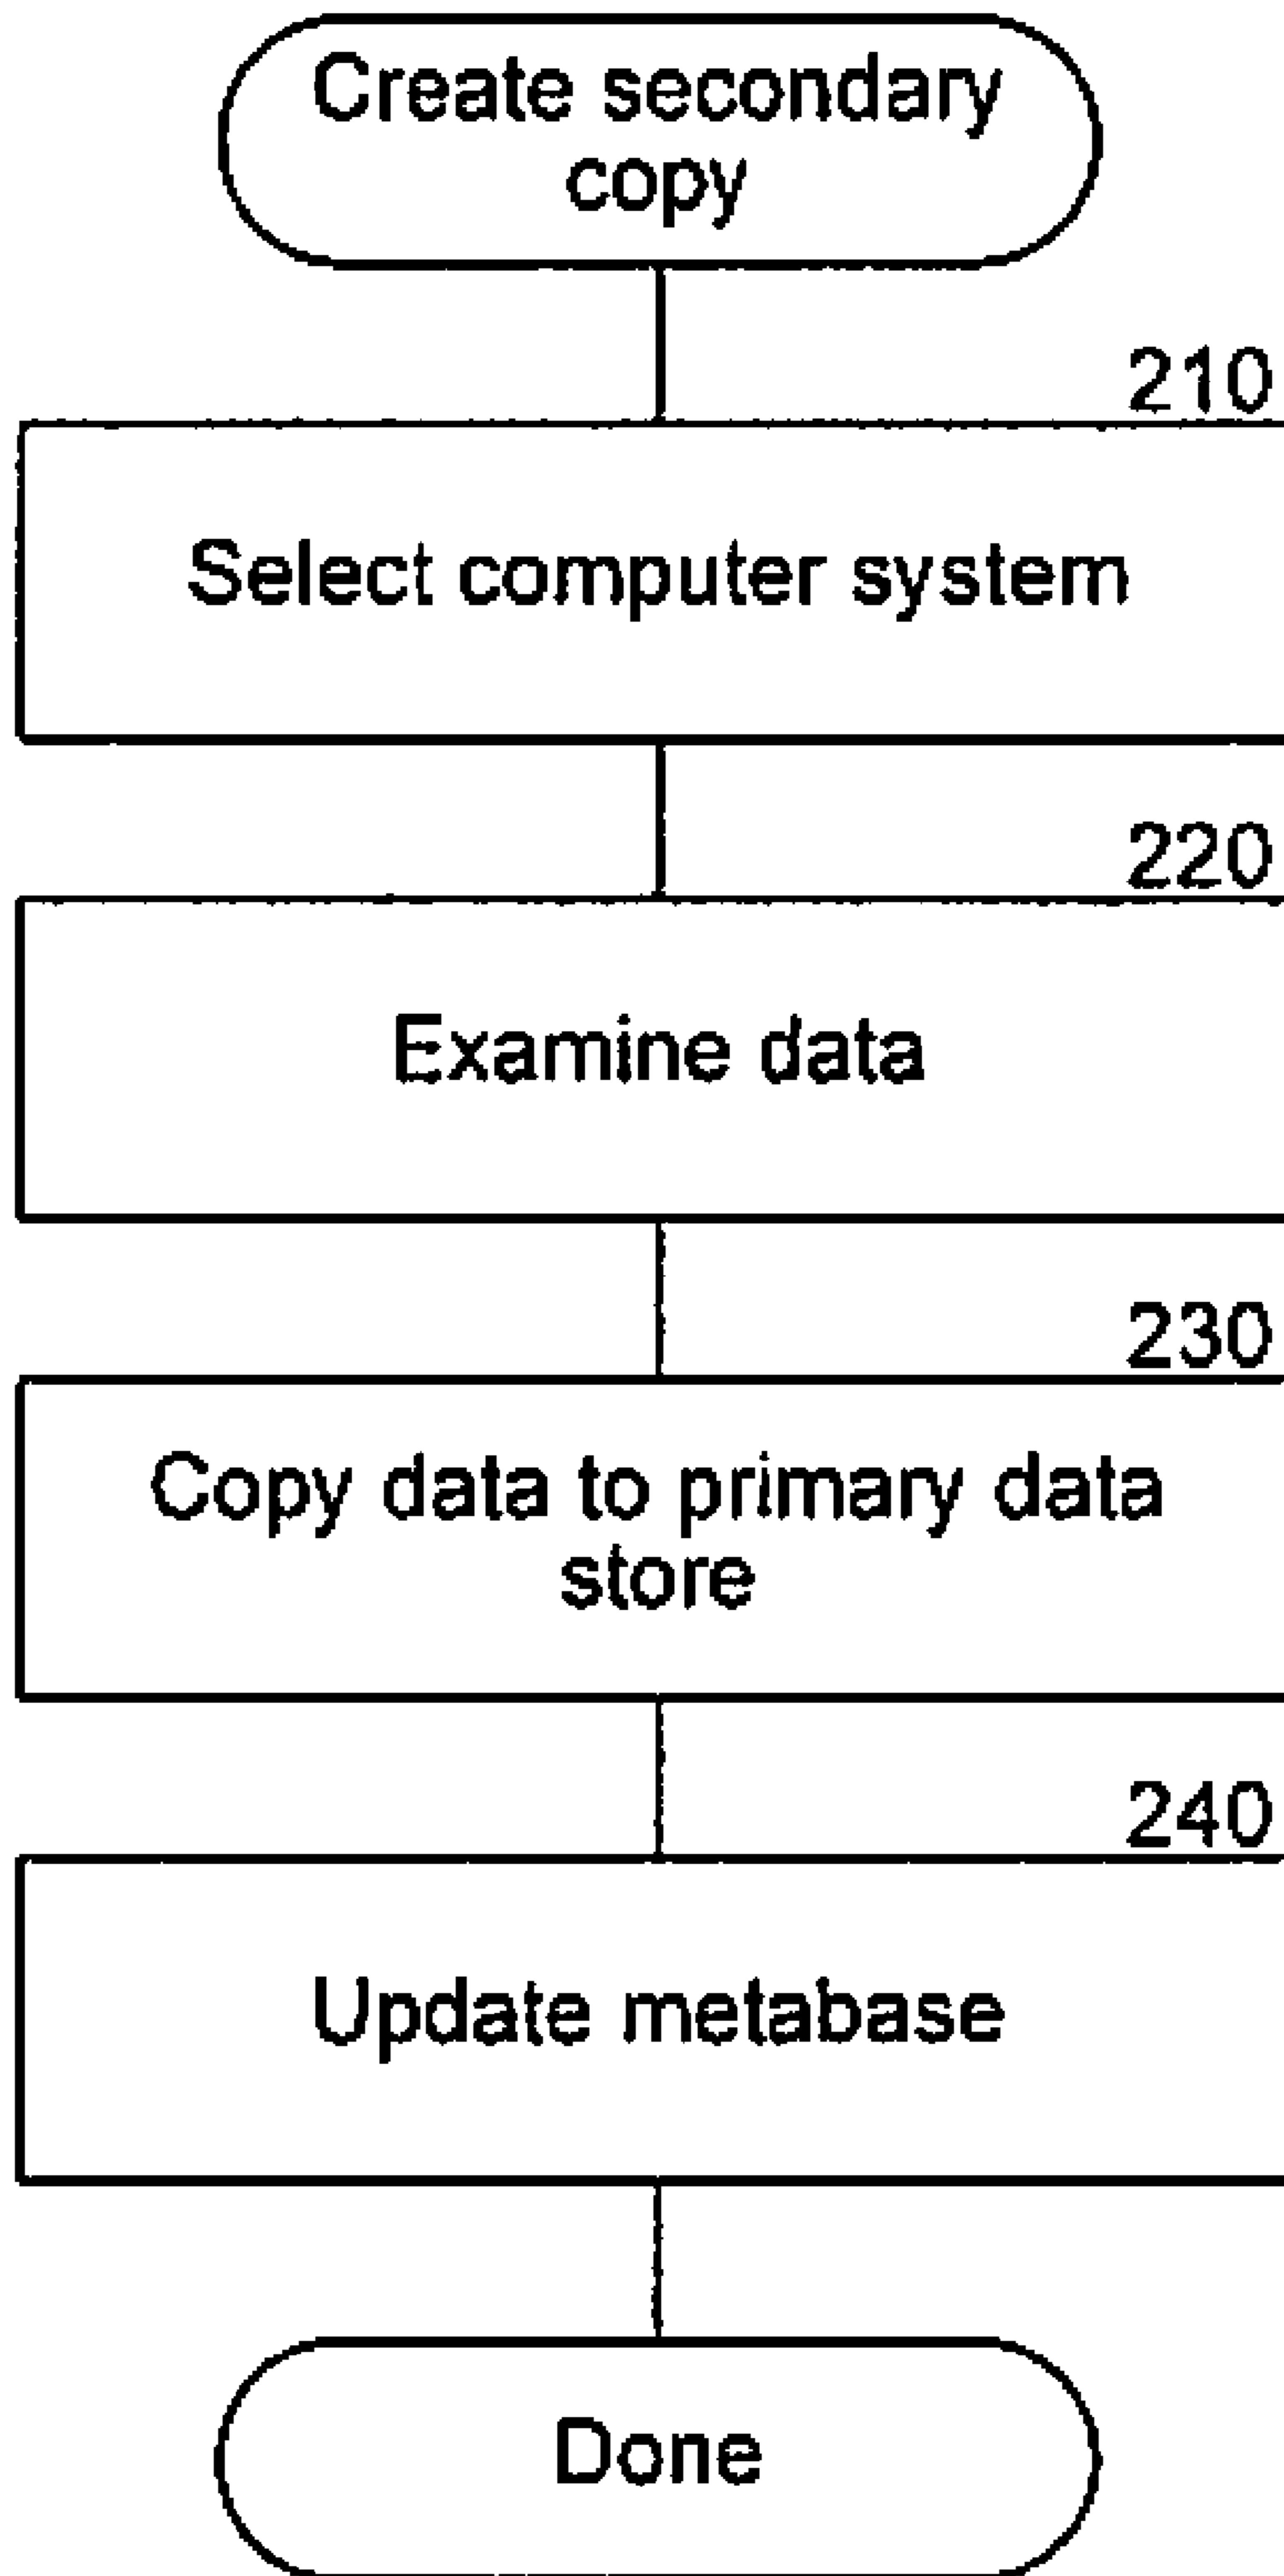 Create secondary
copy
210
Select computer system
220
Examine data
230
Copy data to primary data
store
240
Update metabase
Done